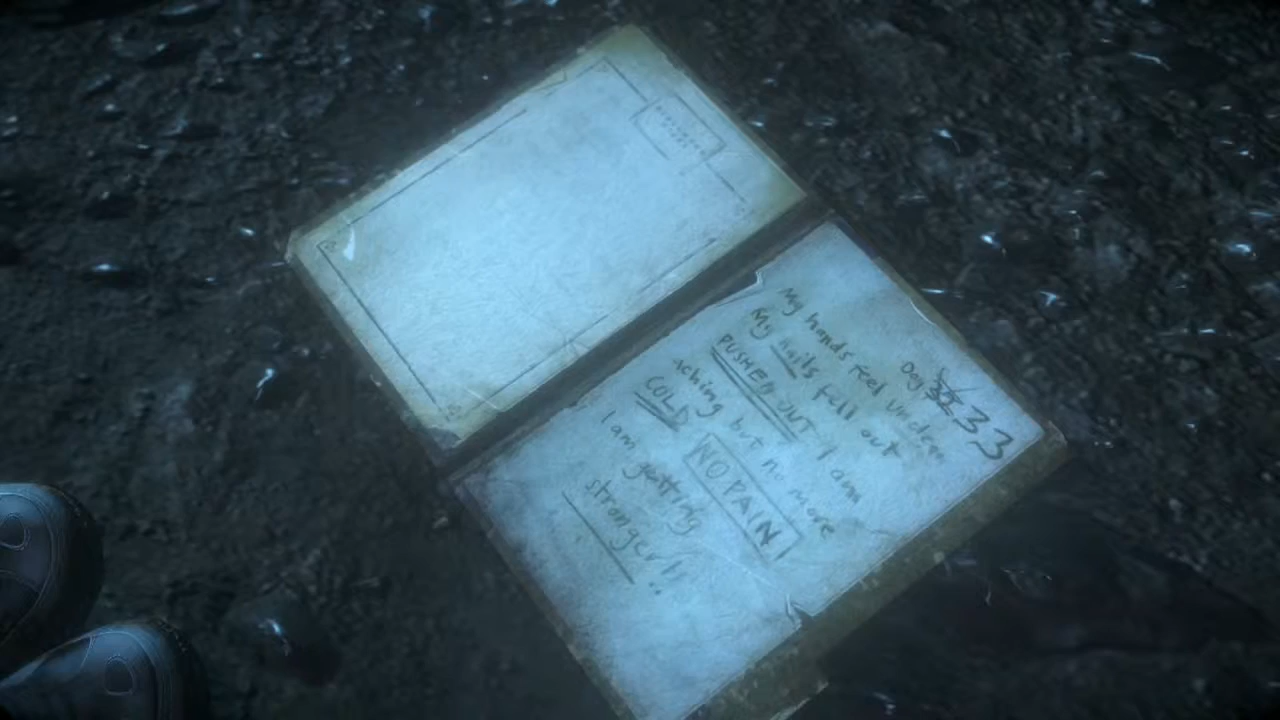 Day 33
My hands feel unclean
My nails fell out
PUSHED OUT I am
aching but no more
COLD NO PAIN
I am getting
stronger!!